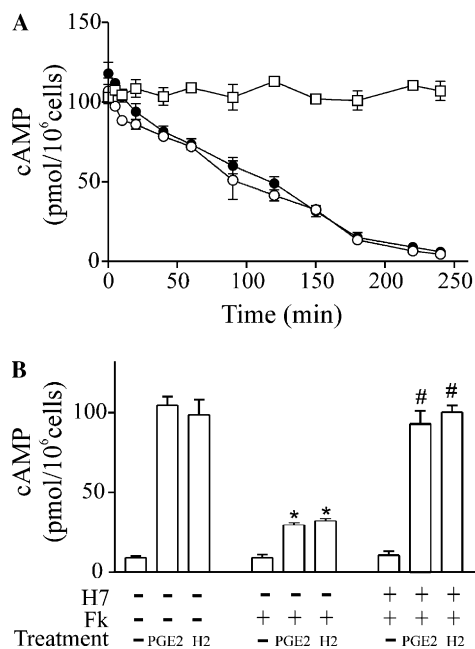 A
150
100
50
0
cAMP
(pmol/10⁶cells)
0 50 100 150 200 250
Time (min)
B
100
50
0
cAMP
(pmol/10⁶cells)
* * # #
H7 - - - - - - + + +
Fk - - - + + + + + +
Treatment - PGE2 H2 - PGE2 H2 - PGE2 H2